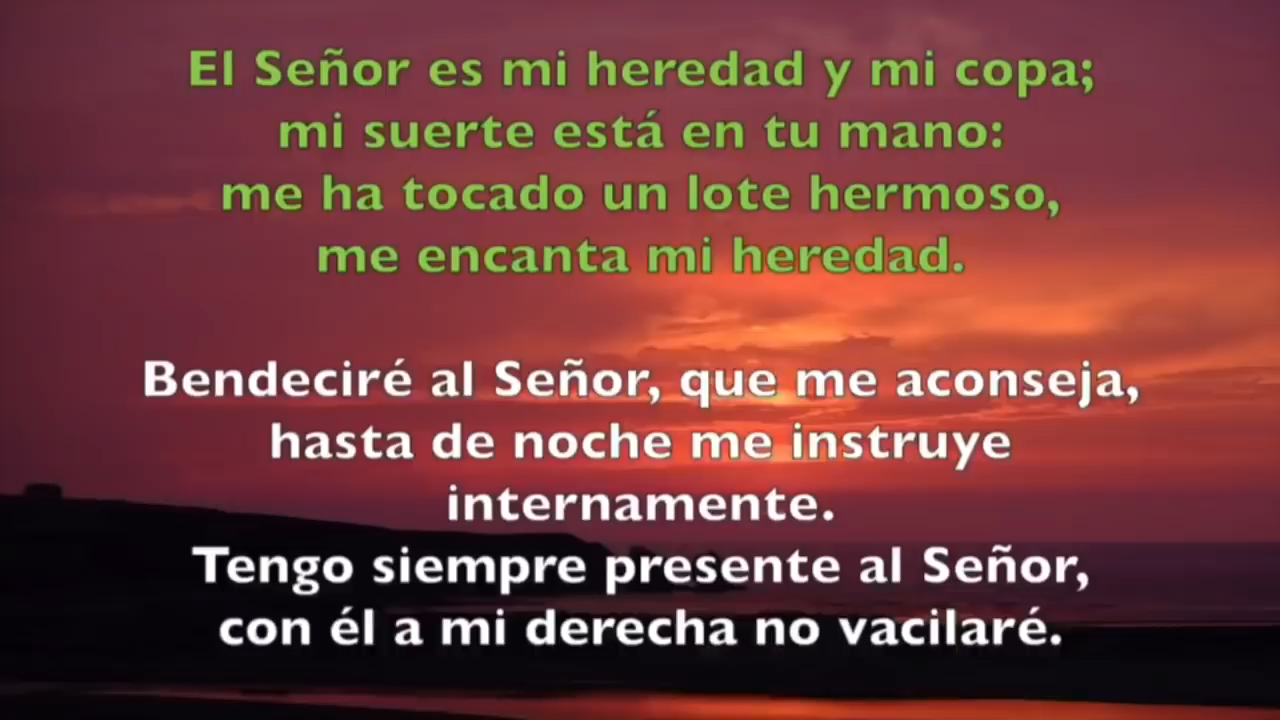 El Señor es mi heredad y mi copa;
mi suerte está en tu mano:
me ha tocado un lote hermoso,
me encanta mi heredad.
Bendeciré al Señor, que me aconseja,
hasta de noche me instruye
internamente.
Tengo siempre presente al Señor,
con él a mi derecha no vacilaré.